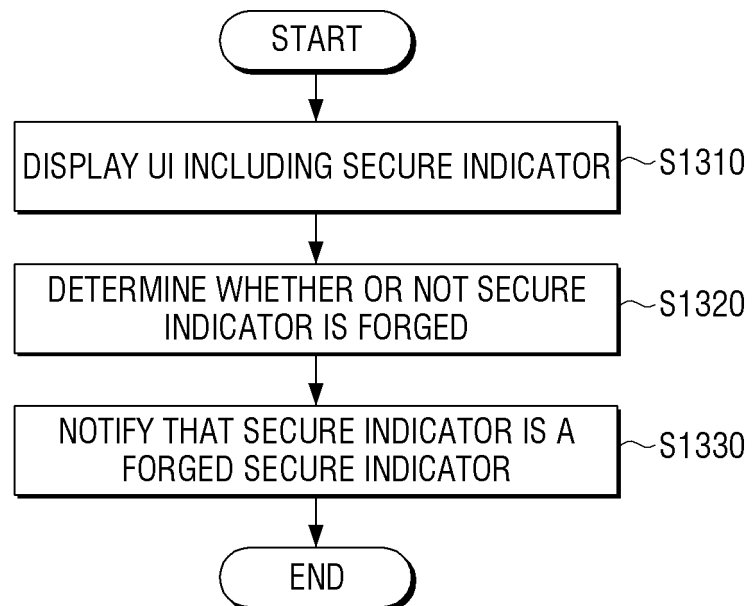 START
DISPLAY UI INCLUDING SECURE INDICATOR
S1310
DETERMINE WHETHER OR NOT SECURE
INDICATOR IS FORGED
S1320
NOTIFY THAT SECURE INDICATOR IS A
FORGED SECURE INDICATOR
S1330
END